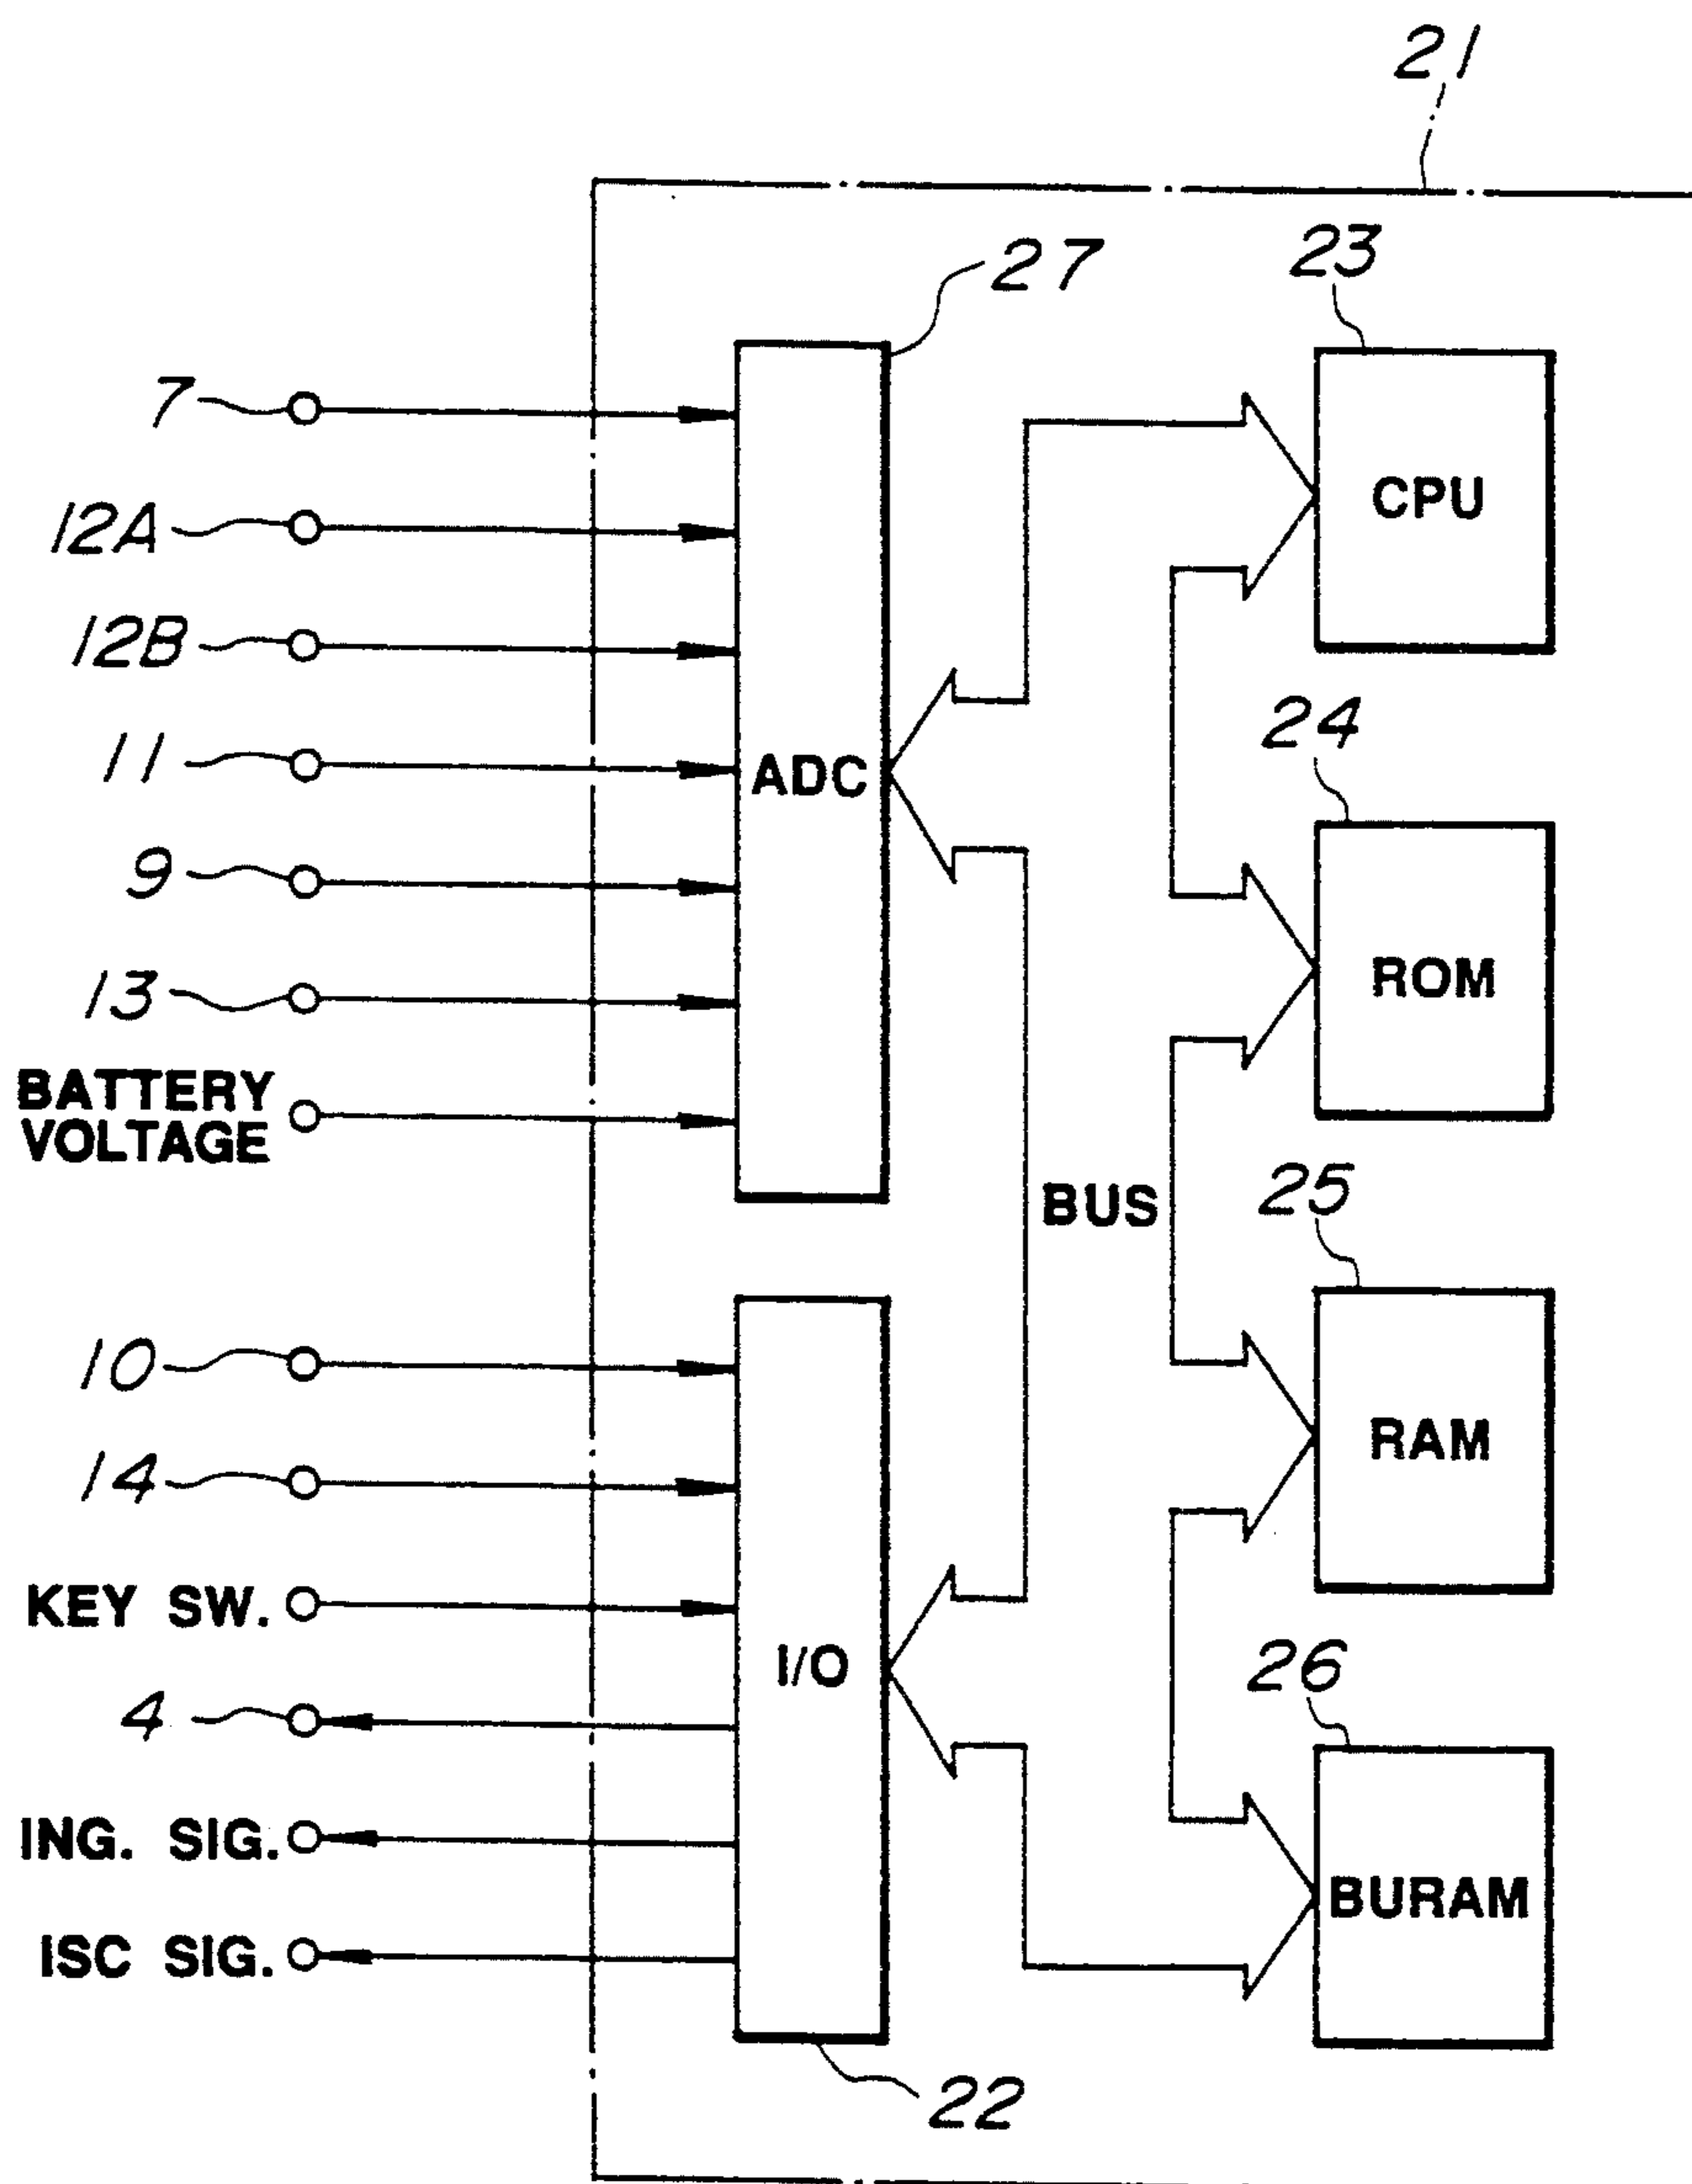 21
27
23
7
CPU
12A
12B
24
11
ADC
9
ROM
13
BATTERY
VOLTAGE
BUS
25
10
RAM
14
KEY SW.
I/O
26
4
ING. SIG.
BURAM
ISC SIG.
22